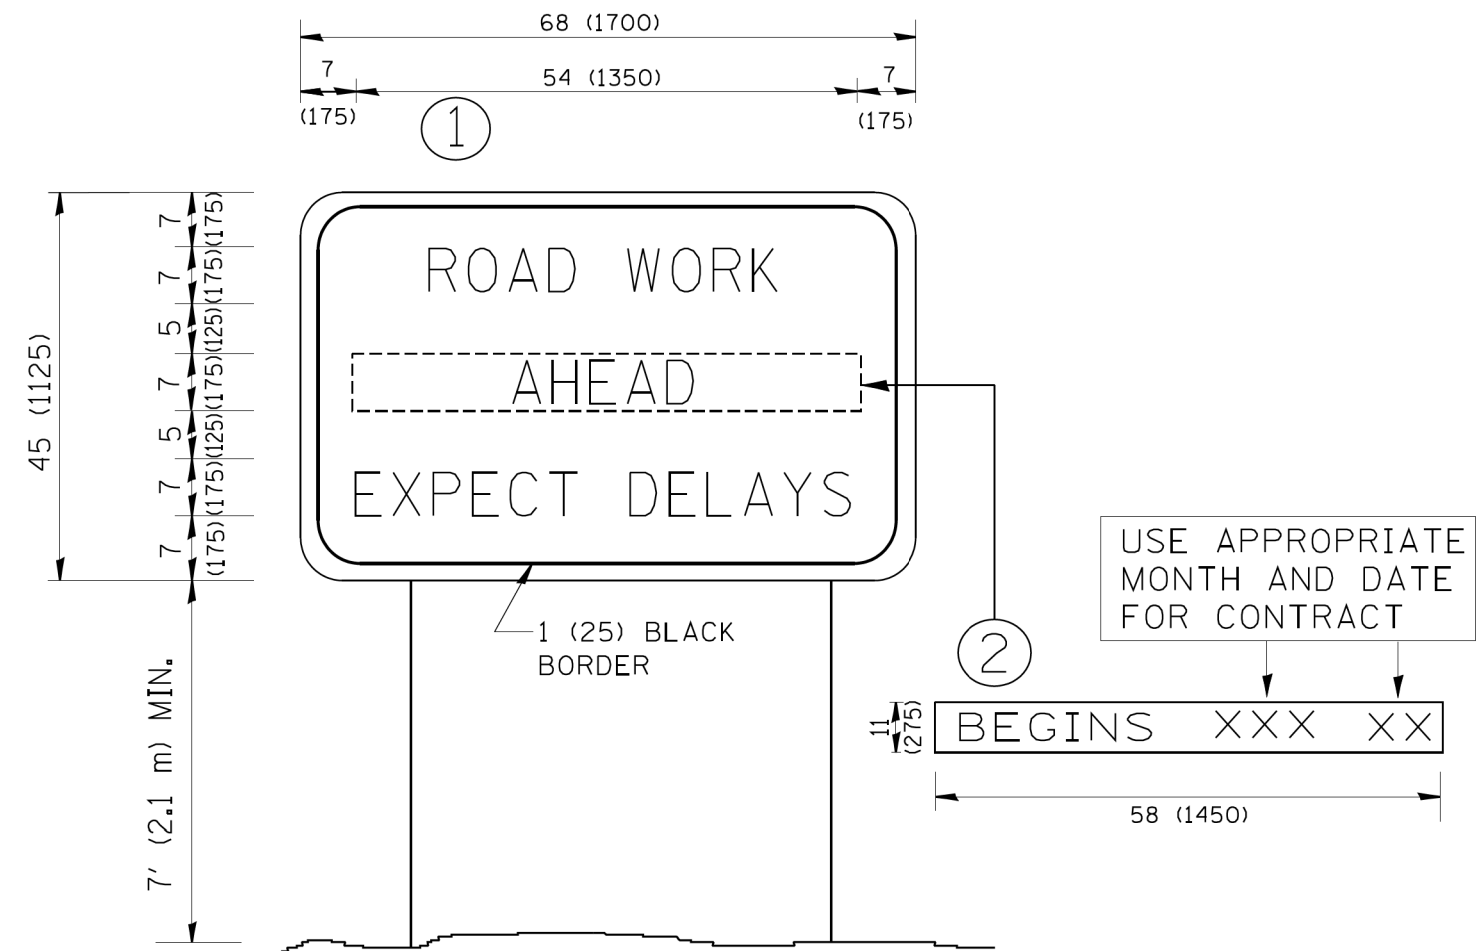 68 (1700)
7
54 (1350)
7
(175)
(175)
1
45 (1125)
7
(175)
7
(175)
5
(125)
7
(175)
5
(125)
7
(175)
7
(175)
ROAD WORK
AHEAD
EXPECT DELAYS
1 (25) BLACK
BORDER
7' (2.1 m) MIN.
USE APPROPRIATE
MONTH AND DATE
FOR CONTRACT
2
11
(275)
BEGINS XXX XX
58 (1450)